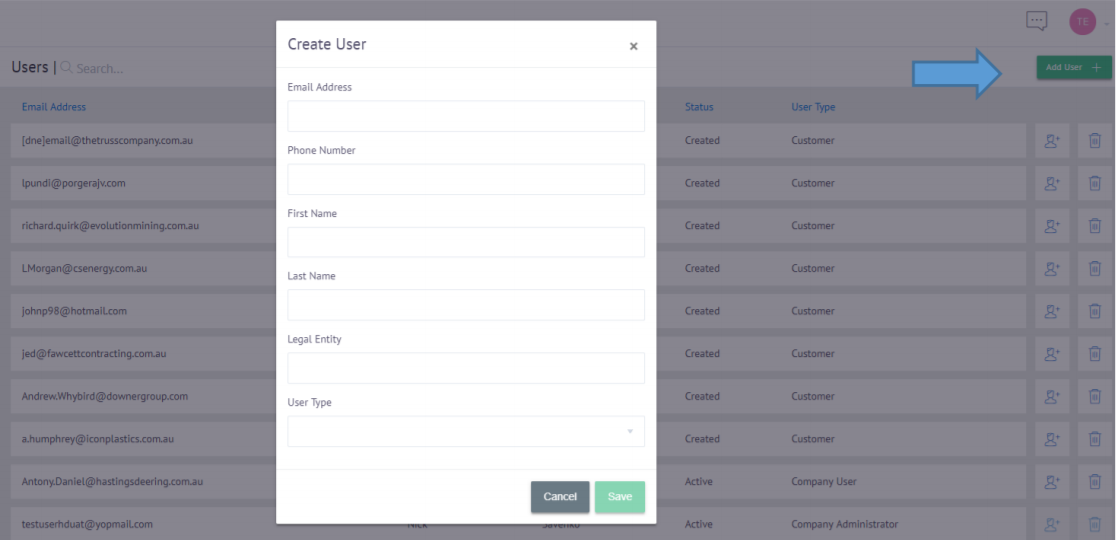 TE
Create User ×
Users | Search...
Add User +
Email Address
Email Address Status User Type
[dne]email@thetrusscompany.com.au Created Customer
Phone Number
lpundi@porgerajv.com Created Customer
First Name
richard.quirk@evolutionmining.com.au Created Customer
LMorgan@csenergy.com.au Created Customer
Last Name
johnp98@hotmail.com Created Customer
Legal Entity
jed@fawcettcontracting.com.au Created Customer
Andrew.Whybird@downergroup.com Created Customer
User Type
a.humphrey@iconplastics.com.au Created Customer
Antony.Daniel@hastingsdeering.com.au Active Company User
Cancel Save
testuserhduat@yopmail.com Nick Savenko Active Company Administrator